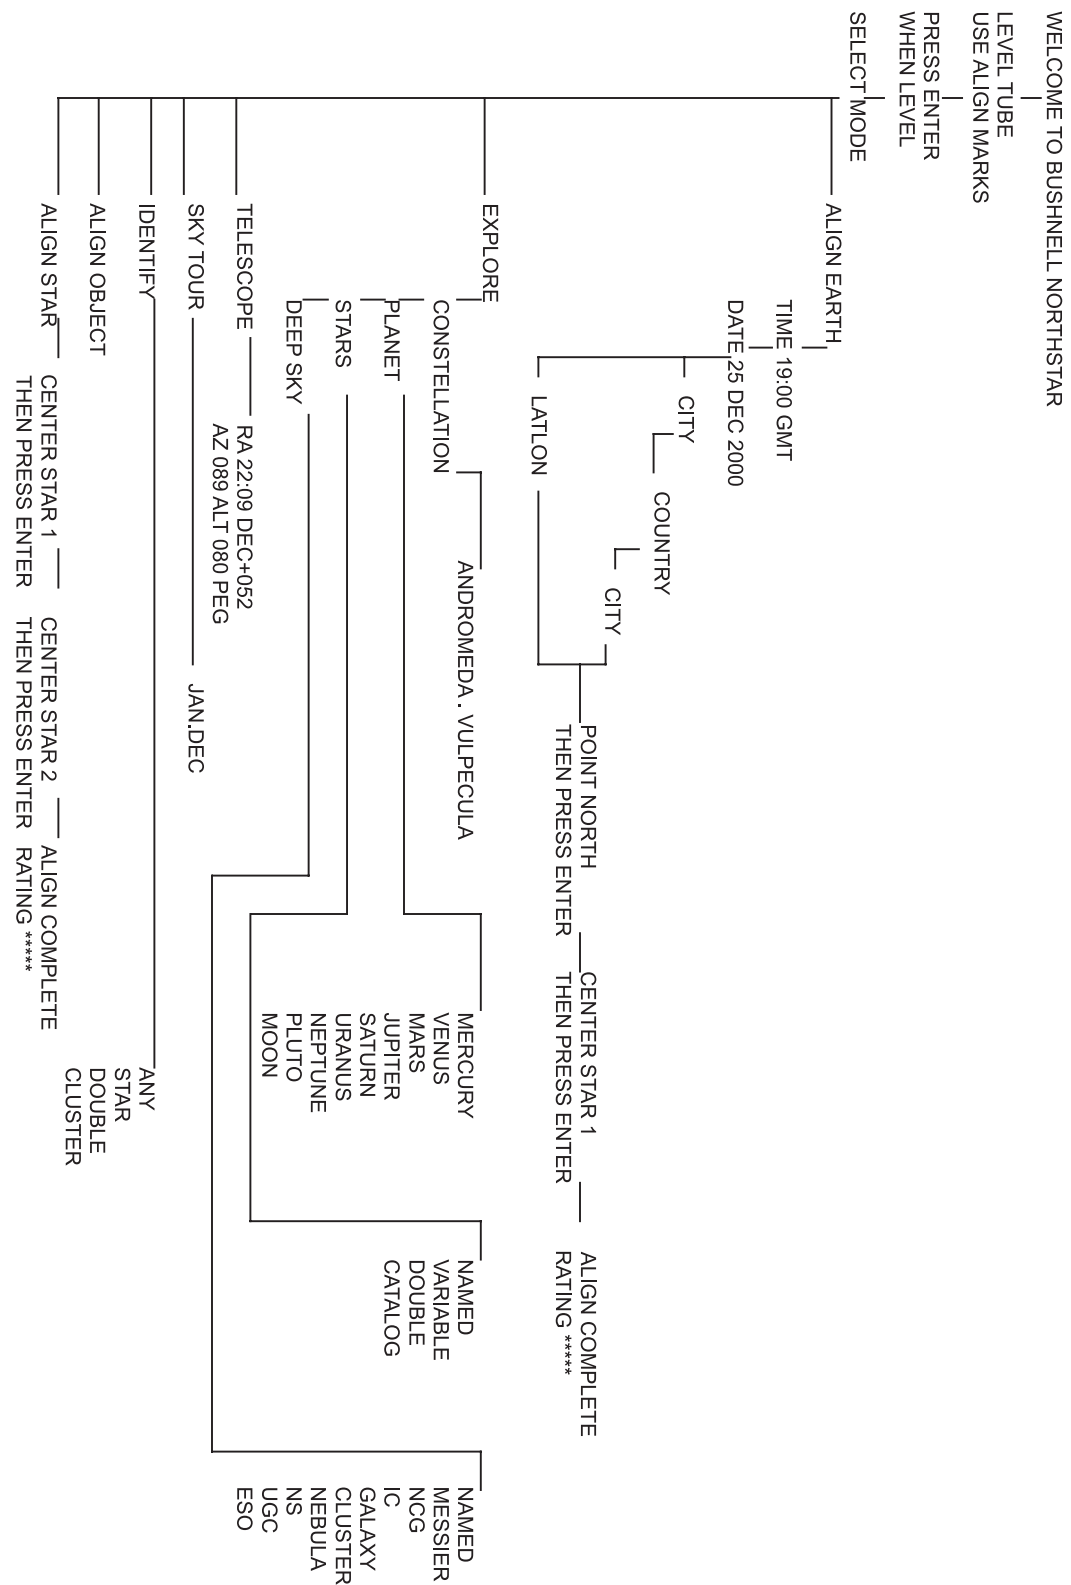 WELCOME TO BUSHNELL NORTHSTAR
LEVEL TUBE
USE ALIGN MARKS
PRESS ENTER
WHEN LEVEL
SELECT MODE
ALIGN EARTH
TIME 19:00 GMT
DATE 25 DEC 2000
CITY
COUNTRY
CITY
LATLON
POINT NORTH
THEN PRESS ENTER
CENTER STAR 1
THEN PRESS ENTER
ALIGN COMPLETE
RATING *****
EXPLORE
CONSTELLATION
ANDROMEDA . VULPECULA
PLANET
MERCURY
VENUS
MARS
JUPITER
SATURN
URANUS
NEPTUNE
PLUTO
MOON
STARS
NAMED
VARIABLE
DOUBLE
CATALOG
DEEP SKY
NAMED
MESSIER
NCG
IC
GALAXY
CLUSTER
NEBULA
NS
UGC
ESO
TELESCOPE
RA 22:09 DEC+052
AZ 089 ALT 080 PEG
SKY TOUR
JAN.DEC
IDENTIFY
ANY
STAR
DOUBLE
CLUSTER
ALIGN OBJECT
ALIGN STAR
CENTER STAR 1
THEN PRESS ENTER
CENTER STAR 2
THEN PRESS ENTER
ALIGN COMPLETE
RATING *****